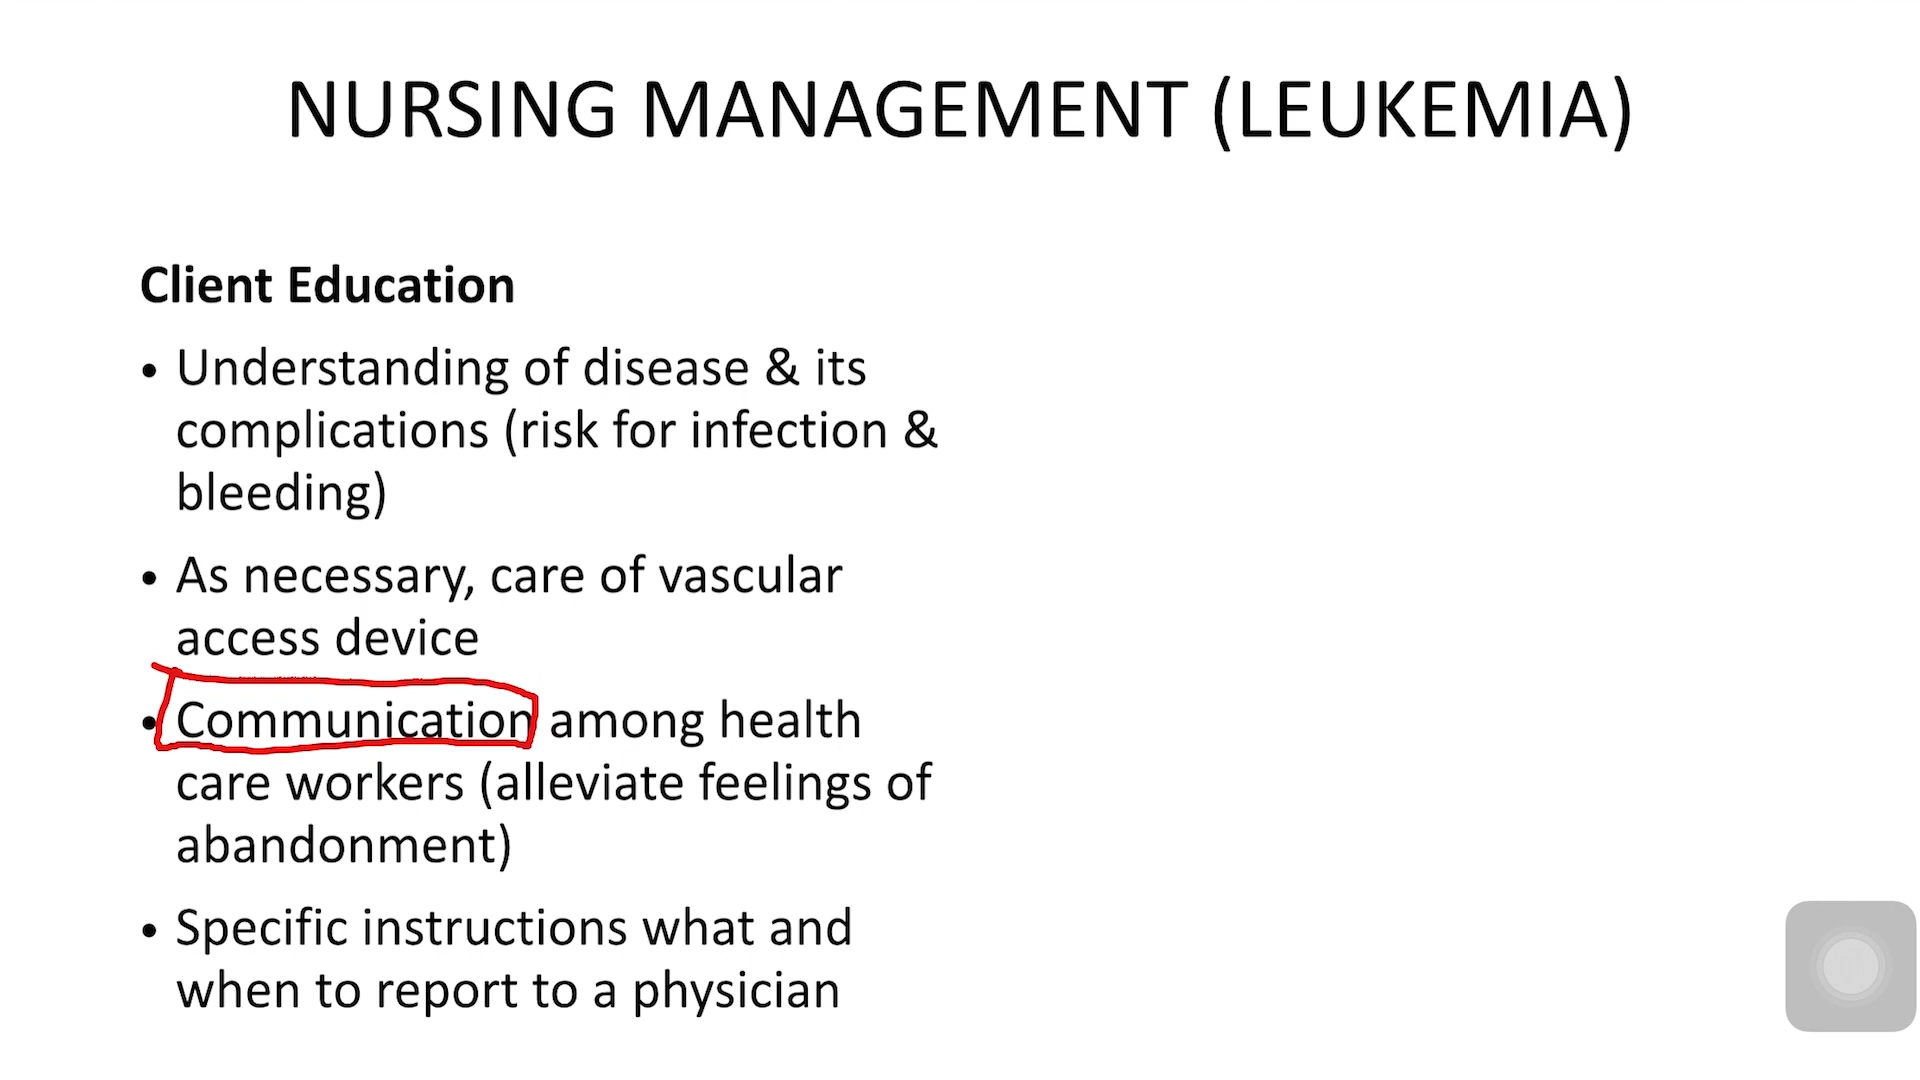 NURSING MANAGEMENT (LEUKEMIA)
Client Education
• Understanding of disease & its
complications (risk for infection &
bleeding)
• As necessary, care of vascular
access device
• Communication among health
care workers (alleviate feelings of
abandonment)
• Specific instructions what and
when to report to a physician